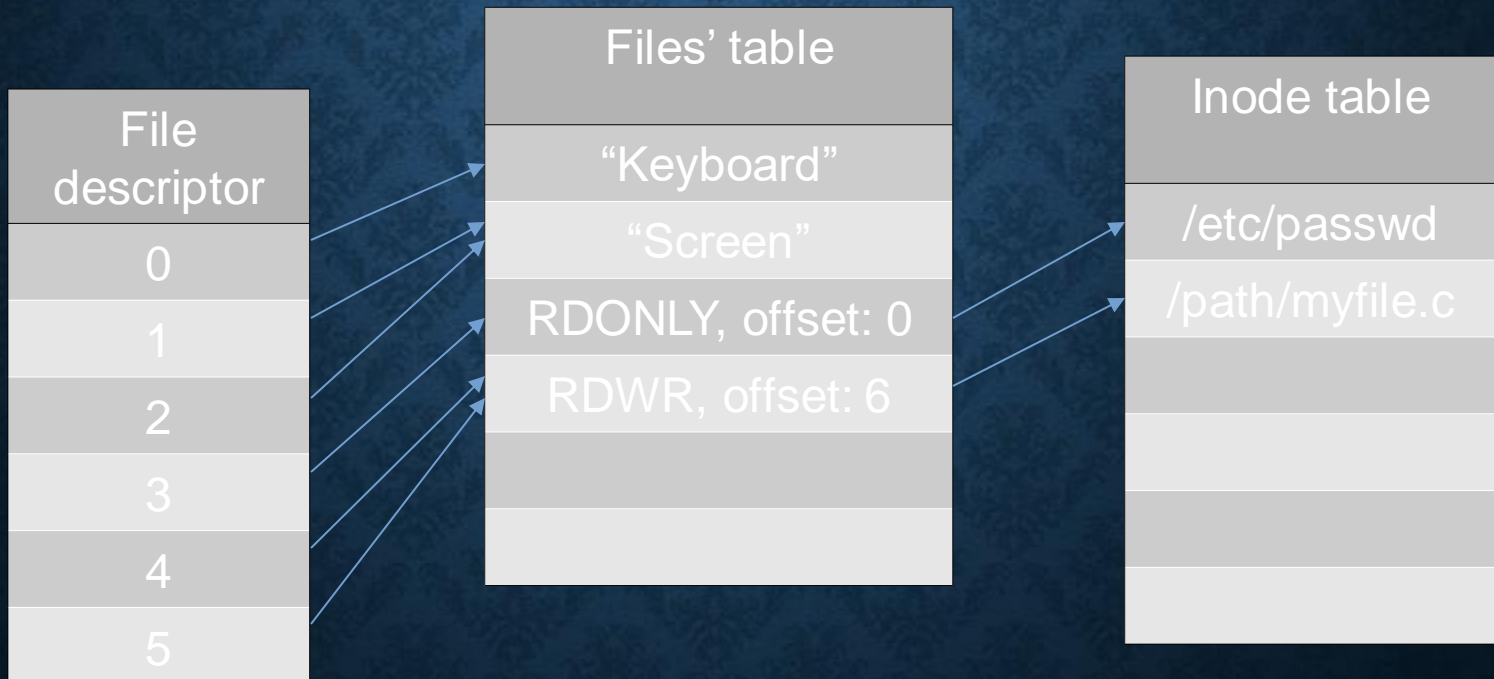 File
descriptor
0
1
2
3
4
5
Files’ table
“Keyboard”
“Screen”
RDONLY, offset: 0
RDWR, offset: 6
Inode table
/etc/passwd
/path/myfile.c